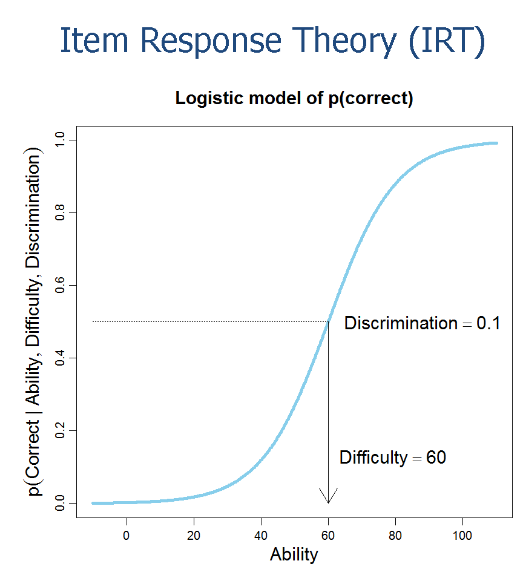 Item Response Theory (IRT)
Logistic model of p(correct)
p(Correct | Ability, Difficulty, Discrimination)
1.0
0.8
0.6
0.4
0.2
0.0
Discrimination = 0.1
Difficulty = 60
0 20 40 60 80 100
Ability